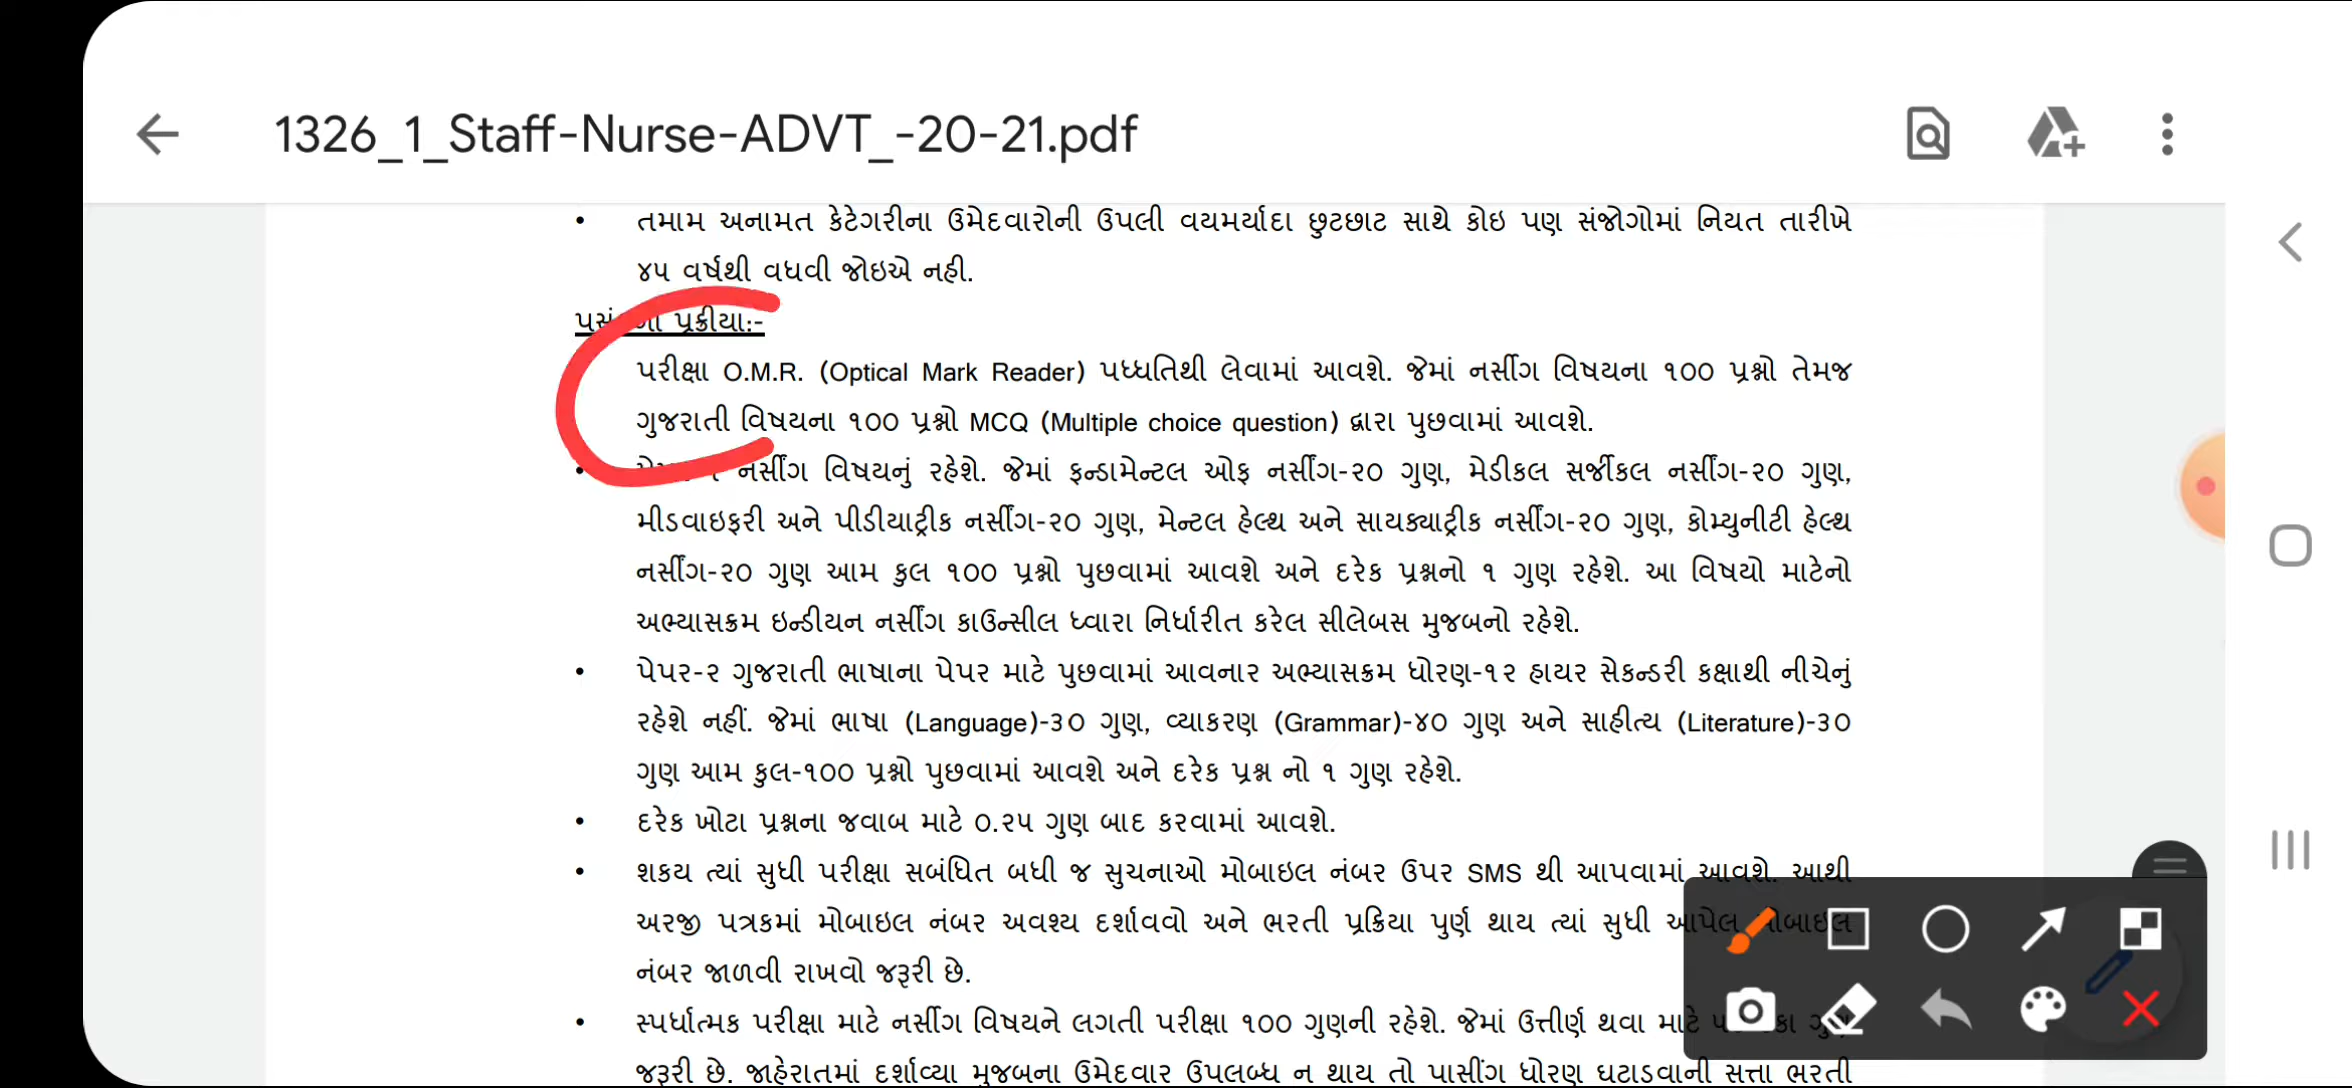 1326_1_Staff-Nurse-ADVT_-20-21.pdf
• તમામ અનામત કેટેગરીના ઉમેદવારોની ઉપલી વયમર્યાદા છુટછાટ સાથે કોઇ પણ સંજોગોમાં નિયત તારીખે
૪૫ વર્ષથી વધવી જોઇએ નહી.
પ્રક્રીયાઃ-
પરીક્ષા O.M.R. (Optical Mark Reader) પધ્ધતિથી લેવામાં આવશે. જેમાં નર્સીગ વિષયના ૧૦૦ પ્રશ્નો તેમજ
ગુજરાતી વિષયના ૧૦૦ પ્રશ્નો MCQ (Multiple choice question) દ્વારા પુછવામાં આવશે.
• નર્સીંગ વિષયનું રહેશે. જેમાં ફન્ડામેન્ટલ ઓફ નર્સીંગ-૨૦ ગુણ, મેડીકલ સર્જીકલ નર્સીંગ-૨૦ ગુણ,
મીડવાઇફરી અને પીડીયાટ્રીક નર્સીંગ-૨૦ ગુણ, મેન્ટલ હેલ્થ અને સાયક્યાટ્રીક નર્સીંગ-૨૦ ગુણ, કોમ્યુનીટી હેલ્થ
નર્સીંગ-૨૦ ગુણ આમ કુલ ૧૦૦ પ્રશ્નો પુછવામાં આવશે અને દરેક પ્રશ્નનો ૧ ગુણ રહેશે. આ વિષયો માટેનો
અભ્યાસક્રમ ઇન્ડીયન નર્સીંગ કાઉન્સીલ ધ્વારા નિર્ધારીત કરેલ સીલેબસ મુજબનો રહેશે.
• પેપર-૨ ગુજરાતી ભાષાના પેપર માટે પુછવામાં આવનાર અભ્યાસક્રમ ધોરણ-૧૨ હાયર સેકન્ડરી કક્ષાથી નીચેનું
રહેશે નહીં. જેમાં ભાષા (Language)-૩૦ ગુણ, વ્યાકરણ (Grammar)-૪૦ ગુણ અને સાહીત્ય (Literature)-૩૦
ગુણ આમ કુલ-૧૦૦ પ્રશ્નો પુછવામાં આવશે અને દરેક પ્રશ્ન નો ૧ ગુણ રહેશે.
• દરેક ખોટા પ્રશ્નના જવાબ માટે ૦.૨૫ ગુણ બાદ કરવામાં આવશે.
• શકય ત્યાં સુધી પરીક્ષા સબંધિત બધી જ સુચનાઓ મોબાઇલ નંબર ઉપર SMS થી આપવામાં આવશે. આથી
અરજી પત્રકમાં મોબાઇલ નંબર અવશ્ય દર્શાવવો અને ભરતી પ્રક્રિયા પુર્ણ થાય ત્યાં સુધી આપેલ મોબાઇલ
નંબર જાળવી રાખવો જરૂરી છે.
• સ્પર્ધાત્મક પરીક્ષા માટે નર્સીંગ વિષયને લગતી પરીક્ષા ૧૦૦ ગુણની રહેશે. જેમાં ઉત્તીર્ણ થવા માટે ગુણ
જરૂરી છે. જાહેરાતમાં દર્શાવ્યા મુજબના ઉમેદવાર ઉપલબ્ધ ન થાય તો પાસીંગ ધોરણ ઘટાડવાની સત્તા ભરતી